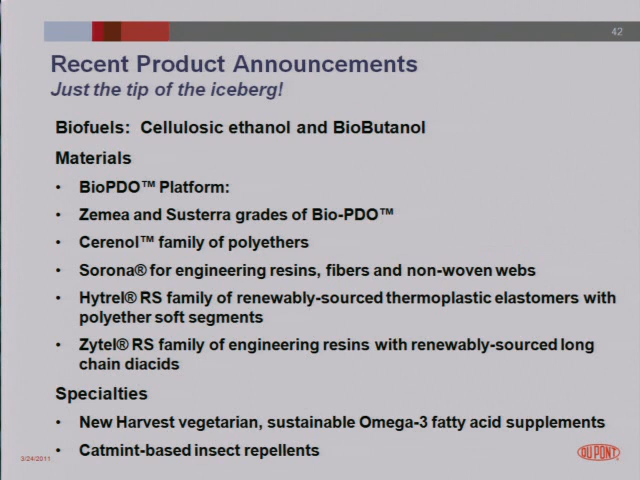 42
Recent Product Announcements
Just the tip of the iceberg!
Biofuels: Cellulosic ethanol and BioButanol
Materials
• BioPDO™ Platform:
• Zemea and Susterra grades of Bio-PDO™
• Cerenol™ family of polyethers
• Sorona® for engineering resins, fibers and non-woven webs
• Hytrel® RS family of renewably-sourced thermoplastic elastomers with
polyether soft segments
• Zytel® RS family of engineering resins with renewably-sourced long
chain diacids
Specialties
• New Harvest vegetarian, sustainable Omega-3 fatty acid supplements
• Catmint-based insect repellents
3/24/2011
DUPONT